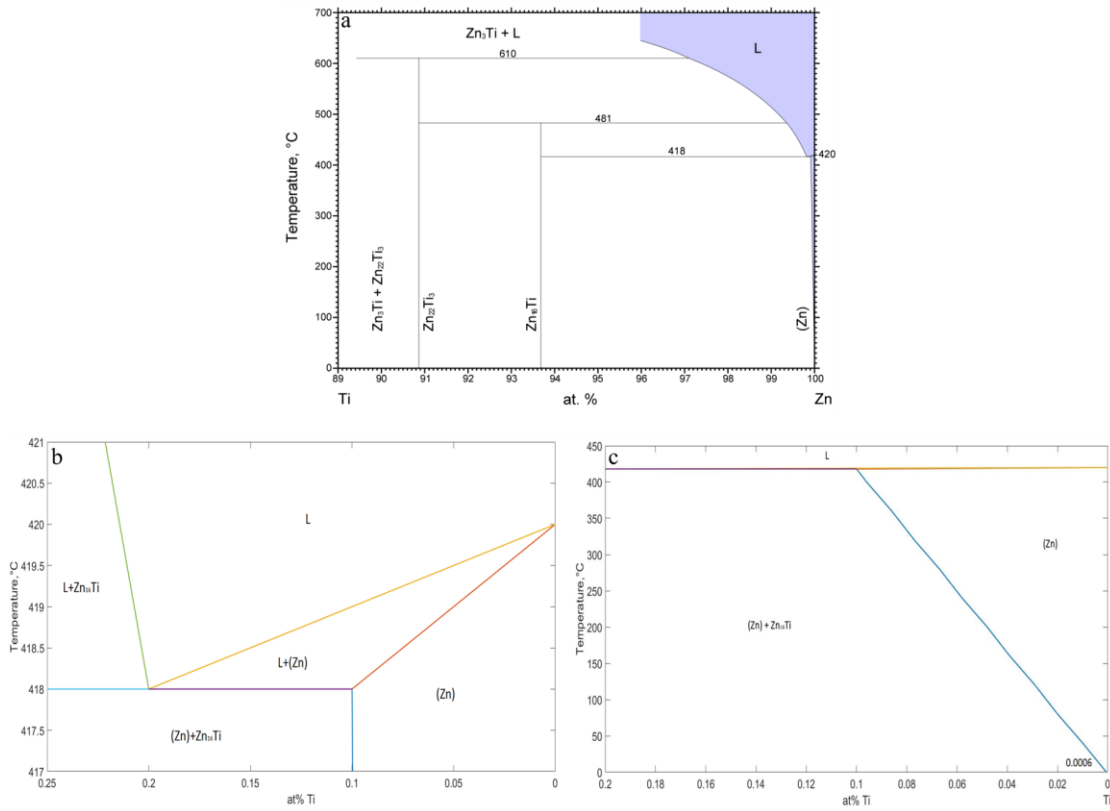 a
700
600
500
400
300
200
100
0
Temperature, °C
Zn₃Ti + L
L
610
481
418
420
Zn₃Ti + Zn₂₂Ti₃
Zn₂₂Ti₃
Zn₁₆Ti
(Zn)
89 90 91 92 93 94 95 96 97 98 99 100
Ti at. % Zn
b
421
420.5
420
419.5
419
418.5
418
417.5
417
Temperature,°C
L
L+Zn₁₆Ti
L+(Zn)
(Zn)
(Zn)+Zn₁₆Ti
0.25 0.2 0.15 0.1 0.05 0
at% Ti
c
450
400
350
300
250
200
150
100
50
0
Temperature,°C
L
(Zn)
(Zn) + Zn₁₆Ti
0.0006
0.2 0.18 0.16 0.14 0.12 0.1 0.08 0.06 0.04 0.02 0
at% Ti Ti